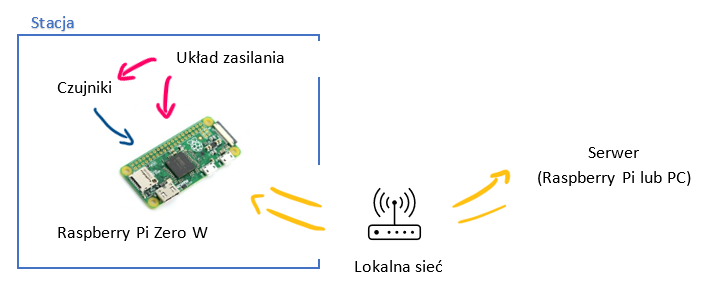 Stacja
Układ zasilania
Czujniki
Serwer
(Raspberry Pi lub PC)
Raspberry Pi Zero W
Lokalna sieć